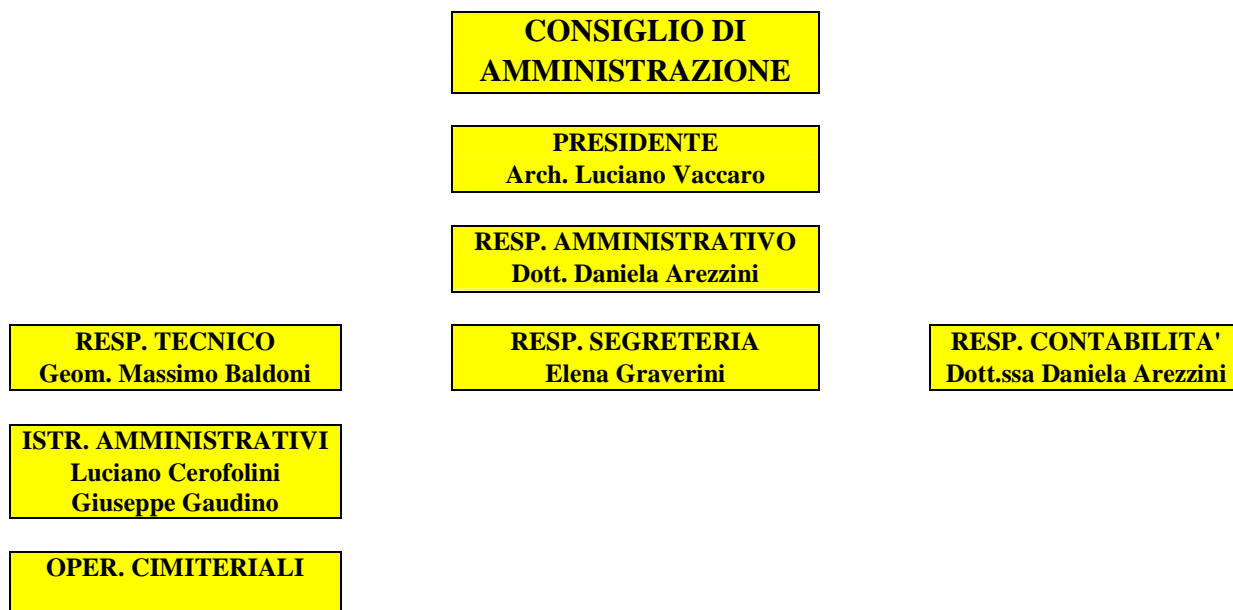 CONSIGLIO DI
AMMINISTRAZIONE
PRESIDENTE
Arch. Luciano Vaccaro
RESP. AMMINISTRATIVO
Dott. Daniela Arezzini
RESP. TECNICO
Geom. Massimo Baldoni
RESP. SEGRETERIA
Elena Graverini
RESP. CONTABILITA'
Dott.ssa Daniela Arezzini
ISTR. AMMINISTRATIVI
Luciano Cerofolini
Giuseppe Gaudino
OPER. CIMITERIALI